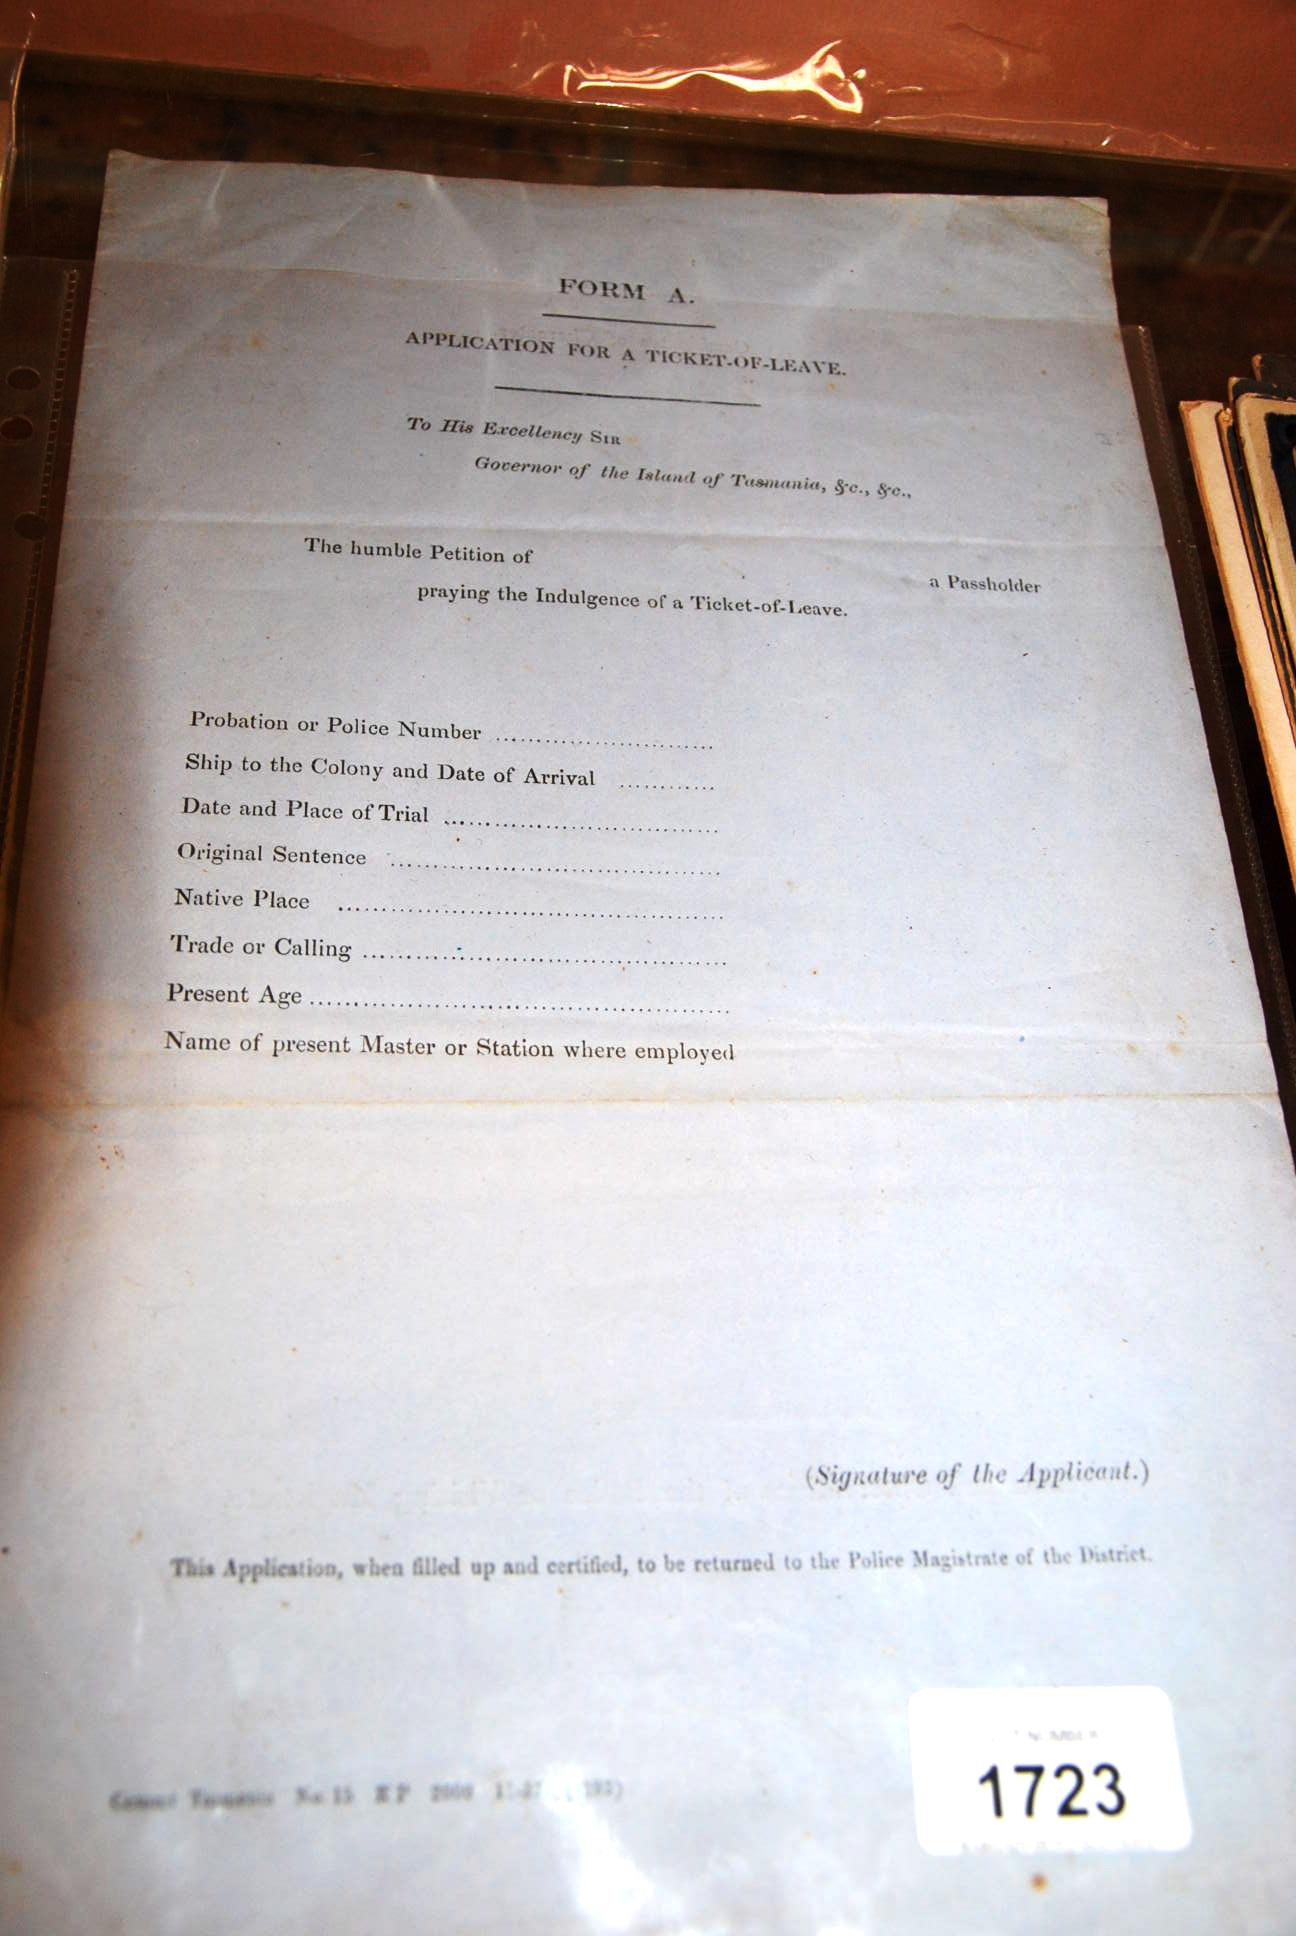 FORM A.
APPLICATION FOR A TICKET-OF-LEAVE.
To His Excellency SIR
Governor of the Island of Tasmania, &c., &c.,
The humble Petition of
a Passholder
praying the Indulgence of a Ticket-of-Leave.
Probation or Police Number ..............................
Ship to the Colony and Date of Arrival .............
Date and Place of Trial ....................................
Original Sentence ..........................................
Native Place ................................................
Trade or Calling .............................................
Present Age ....................................................
Name of present Master or Station where employed
(Signature of the Applicant.)
This Application, when filled up and certified, to be returned to the Police Magistrate of the District.
No 15
NUMBER
1723